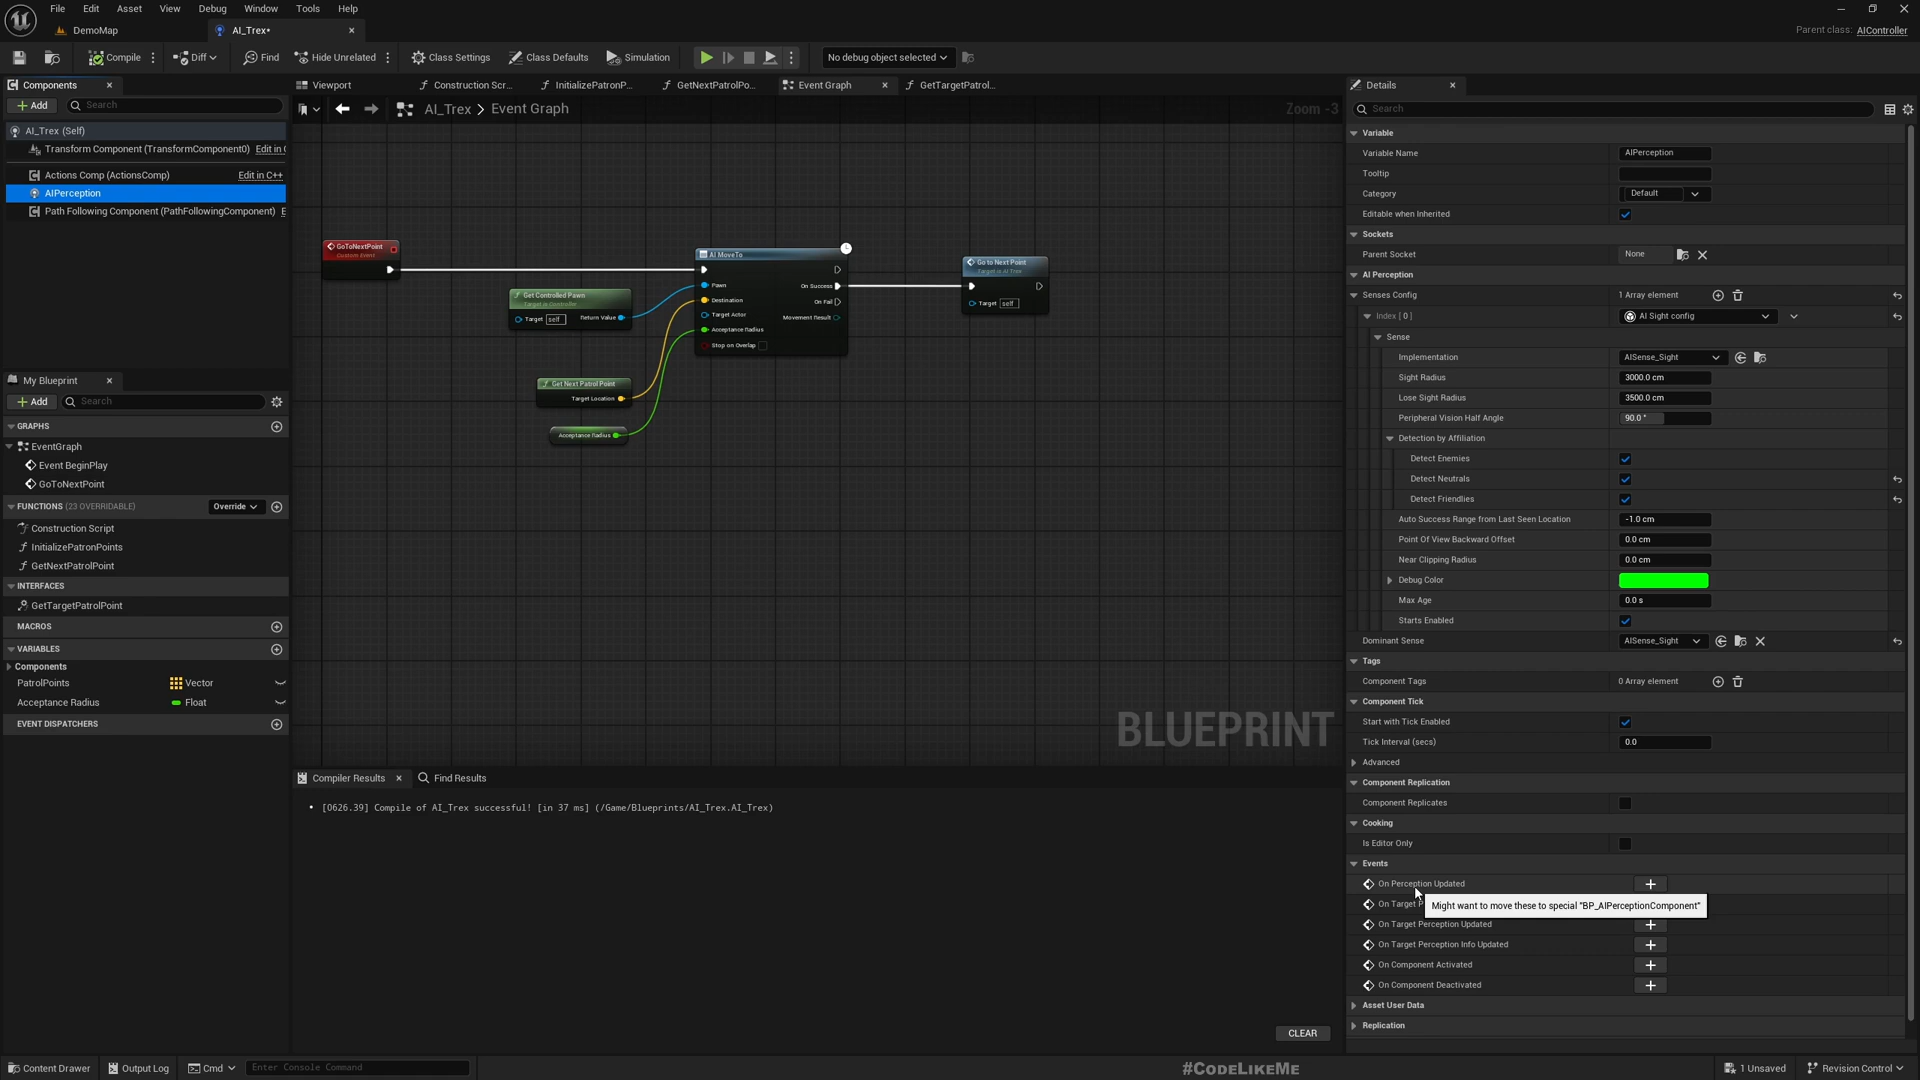 File Edit Asset View Debug Window Tools Help
DemoMap
AI_Trex•
Parent class: AIController
Compile
Diff
Find
Hide Unrelated
Class Settings
Class Defaults
Simulation
No debug object selected
Components
Add
Search
AI_Trex (Self)
Transform Component (TransformComponent0) Edit in C
Actions Comp (ActionsComp) Edit in C++
AIPerception
Path Following Component (PathFollowingComponent) E
My Blueprint
Add
Search
GRAPHS
EventGraph
Event BeginPlay
GoToNextPoint
FUNCTIONS (23 OVERRIDABLE) Override
Construction Script
InitializePatronPoints
GetNextPatrolPoint
INTERFACES
GetTargetPatrolPoint
MACROS
VARIABLES
Components
PatrolPoints Vector
Acceptance Radius Float
EVENT DISPATCHERS
Viewport
Construction Scr...
InitializePatronP...
GetNextPatrolPo...
Event Graph
GetTargetPatrol...
AI_Trex > Event Graph
Zoom -3
GoToNextPoint
Custom Event
Get Controlled Pawn
Target is Controller
Target self Return Value
Get Next Patrol Point
Target Location
Acceptance Radius
AI MoveTo
Pawn On Success
Destination On Fail
Target Actor Movement Result
Acceptance Radius
Stop on Overlap
Go to Next Point
Target is AI Trex
Target self
BLUEPRINT
Compiler Results
Find Results
• [0626.39] Compile of AI_Trex successful! [in 37 ms] (/Game/Blueprints/AI_Trex.AI_Trex)
CLEAR
Details
Search
Variable
Variable Name AIPerception
Tooltip
Category Default
Editable when Inherited
Sockets
Parent Socket None
AI Perception
Senses Config 1 Array element
Index [ 0 ] AI Sight config
Sense
Implementation AISense_Sight
Sight Radius 3000.0 cm
Lose Sight Radius 3500.0 cm
Peripheral Vision Half Angle 90.0 °
Detection by Affiliation
Detect Enemies
Detect Neutrals
Detect Friendlies
Auto Success Range from Last Seen Location -1.0 cm
Point Of View Backward Offset 0.0 cm
Near Clipping Radius 0.0 cm
Debug Color
Max Age 0.0 s
Starts Enabled
Dominant Sense AISense_Sight
Tags
Component Tags 0 Array element
Component Tick
Start with Tick Enabled
Tick Interval (secs) 0.0
Advanced
Component Replication
Component Replicates
Cooking
Is Editor Only
Events
On Perception Updated
On Target P
Might want to move these to special "BP_AIPerceptionComponent"
On Target Perception Updated
On Target Perception Info Updated
On Component Activated
On Component Deactivated
Asset User Data
Replication
Content Drawer
Output Log
Cmd
Enter Console Command
#CODELIKEME
1 Unsaved
Revision Control